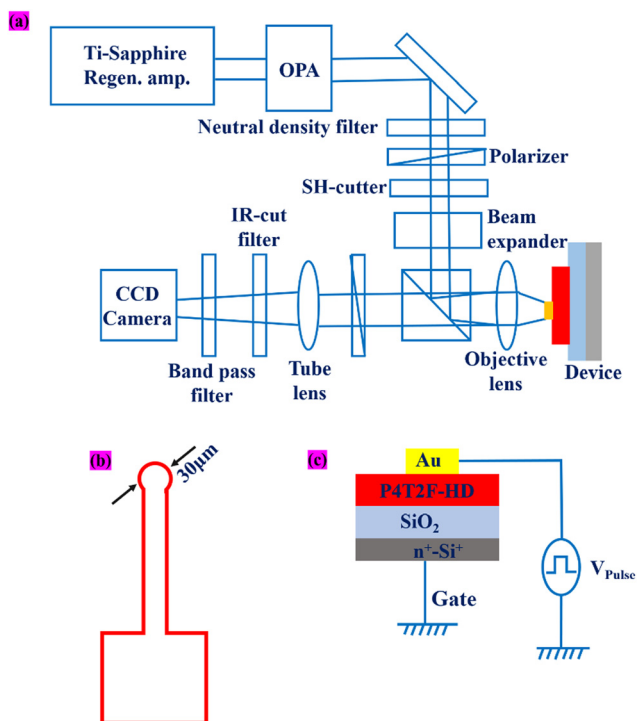 (a)
Ti-Sapphire
Regen. amp.
OPA
Neutral density filter
Polarizer
SH-cutter
Beam
expander
IR-cut
filter
CCD
Camera
Band pass
filter
Tube
lens
Objective
lens
Device
(b)
30μm
(c)
Au
P4T2F-HD
SiO₂
n⁺-Si⁺
Gate
V_Pulse